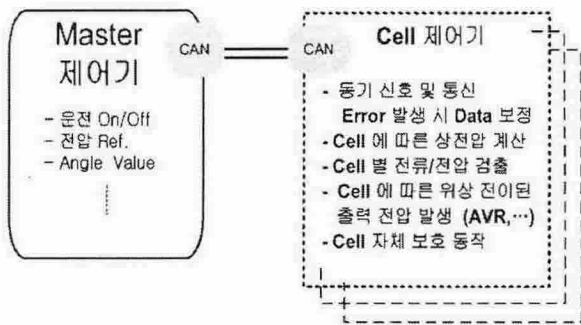 Master
제어기
- 운전 On/Off
- 전압 Ref.
- Angle Value
CAN
CAN
Cell 제어기
- 동기 신호 및 통신
Error 발생 시 Data 보정
- Cell 에 따른 상전압 계산
- Cell 별 전류/전압 검출
- Cell 에 따른 위상 전이된
출력 전압 발생 (AVR,…)
- Cell 자체 보호 동작